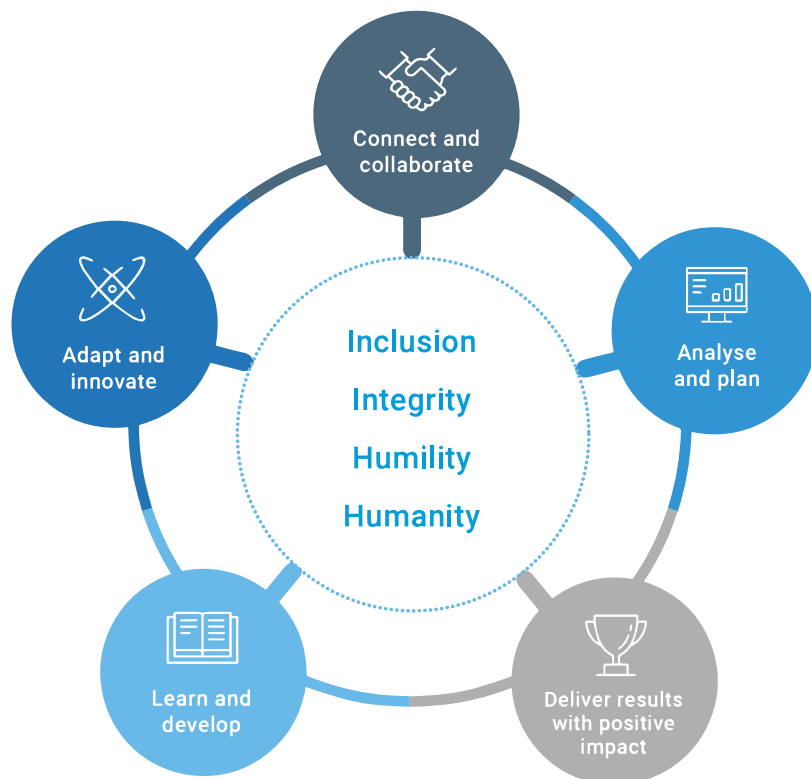 Connect and
collaborate
Analyse
and plan
Deliver results
with positive
impact
Learn and
develop
Adapt and
innovate
Inclusion
Integrity
Humility
Humanity